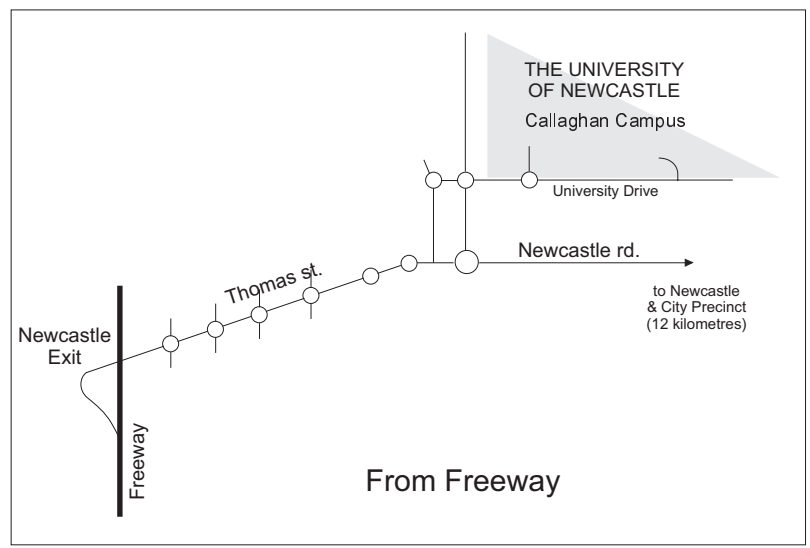 THE UNIVERSITY
OF NEWCASTLE
Callaghan Campus
University Drive
Newcastle rd.
Thomas st.
to Newcastle
& City Precinct
(12 kilometres)
Newcastle
Exit
Freeway
From Freeway